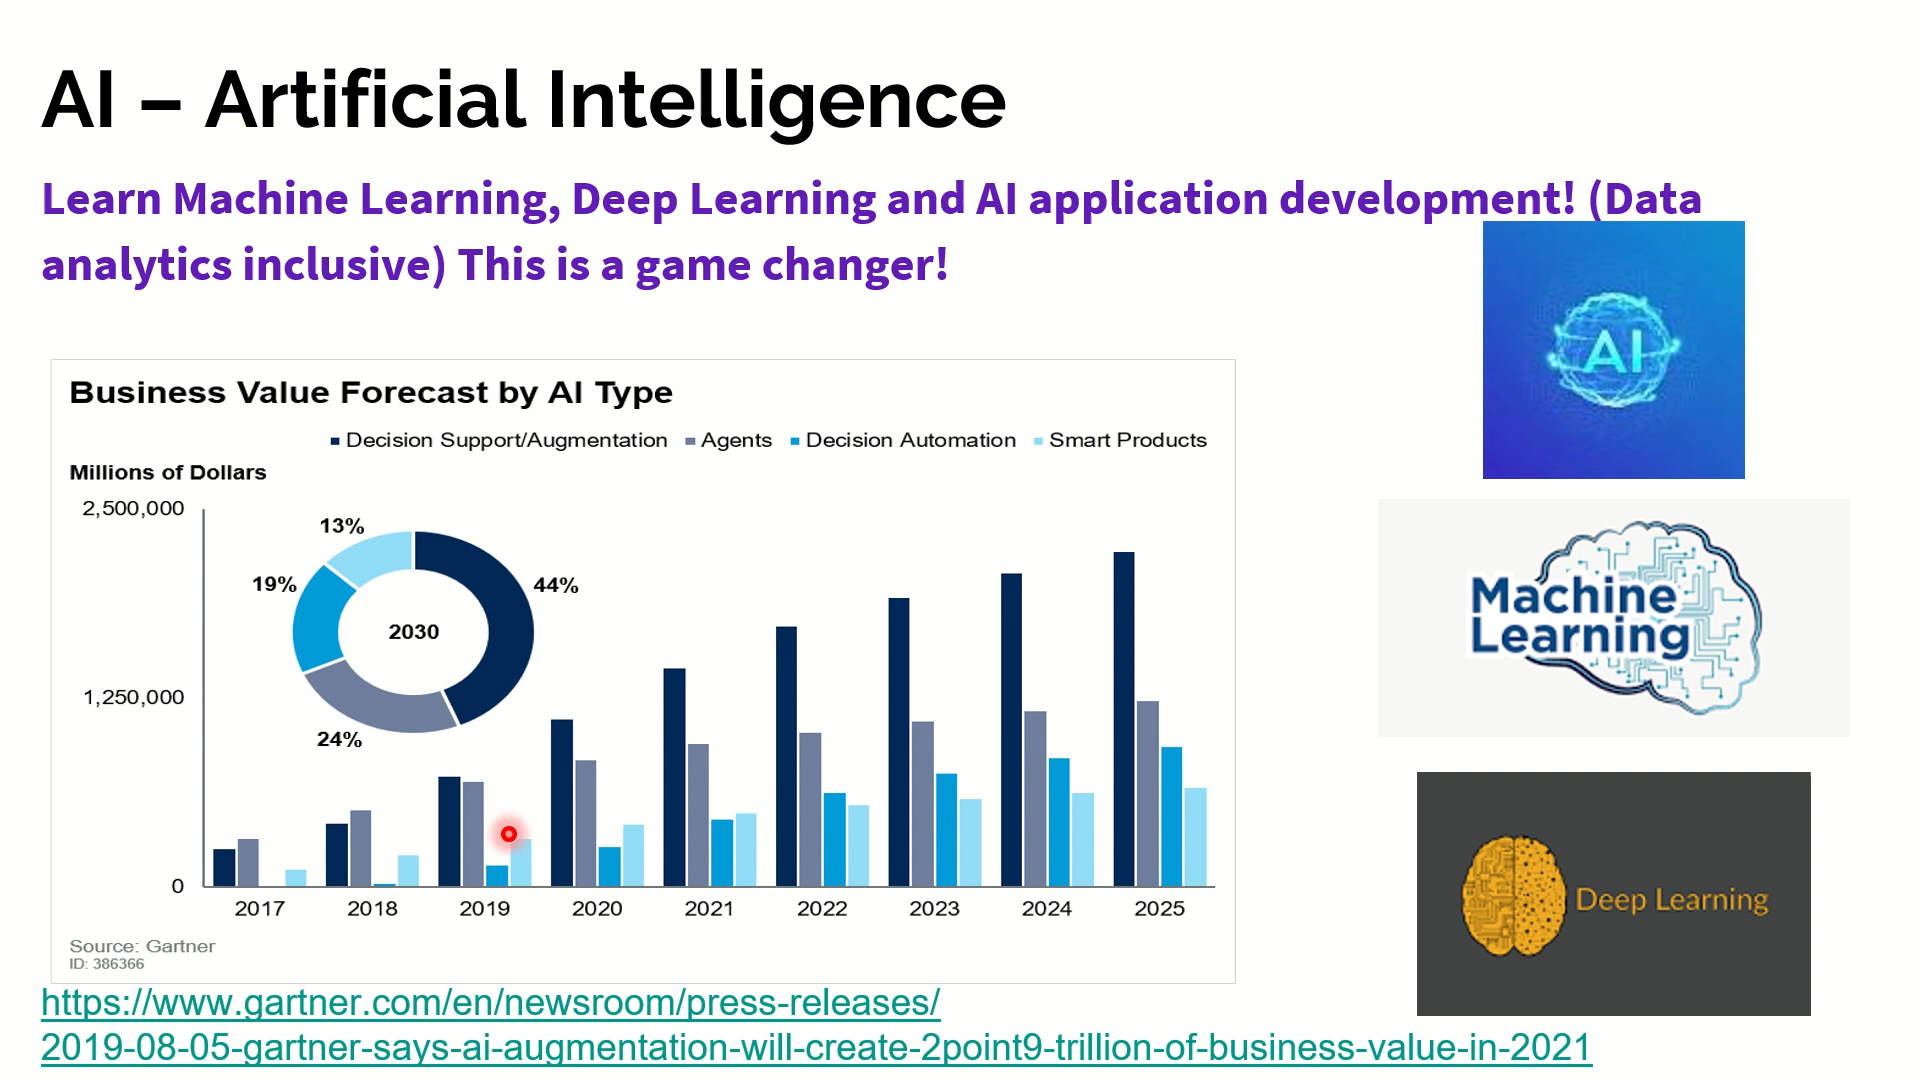 AI – Artificial Intelligence
Learn Machine Learning, Deep Learning and AI application development! (Data
analytics inclusive) This is a game changer!
AI
Business Value Forecast by AI Type
Decision Support/Augmentation Agents Decision Automation Smart Products
Millions of Dollars
2,500,000
1,250,000
0
13%
19%
44%
2030
24%
2017 2018 2019 2020 2021 2022 2023 2024 2025
Source: Gartner
ID: 386366
Machine
Learning
Deep Learning
https://www.gartner.com/en/newsroom/press-releases/
2019-08-05-gartner-says-ai-augmentation-will-create-2point9-trillion-of-business-value-in-2021